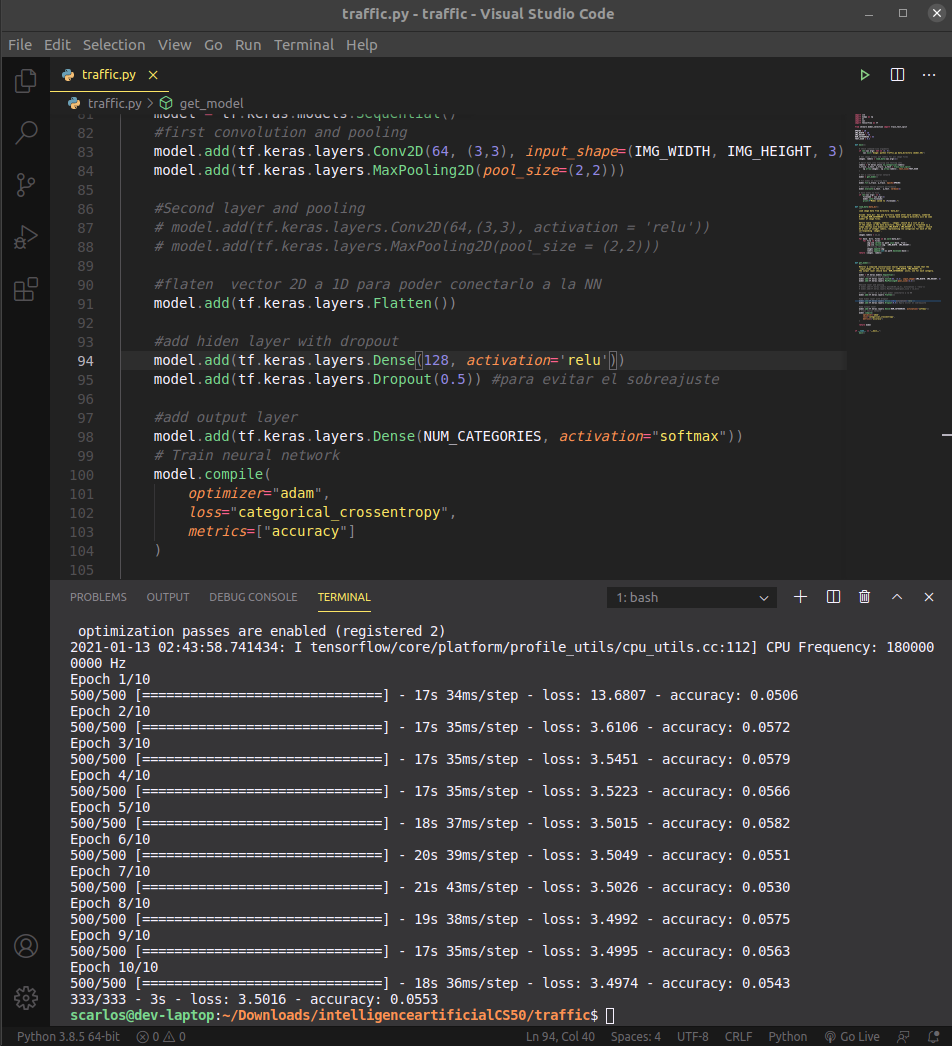 traffic.py - traffic - Visual Studio Code
File Edit Selection View Go Run Terminal Help
traffic.py
traffic.py > get_model
81 model = tf.keras.models.Sequential()
82 #first convolution and pooling
83 model.add(tf.keras.layers.Conv2D(64, (3,3), input_shape=(IMG_WIDTH, IMG_HEIGHT, 3)
84 model.add(tf.keras.layers.MaxPooling2D(pool_size=(2,2)))
85
86 #Second layer and pooling
87 # model.add(tf.keras.layers.Conv2D(64,(3,3), activation = 'relu'))
88 # model.add(tf.keras.layers.MaxPooling2D(pool_size = (2,2)))
89
90 #flaten  vector 2D a 1D para poder conectarlo a la NN
91 model.add(tf.keras.layers.Flatten())
92
93 #add hiden layer with dropout
94 model.add(tf.keras.layers.Dense(128, activation='relu'))
95 model.add(tf.keras.layers.Dropout(0.5)) #para evitar el sobreajuste
96
97 #add output layer
98 model.add(tf.keras.layers.Dense(NUM_CATEGORIES, activation="softmax"))
99 # Train neural network
100 model.compile(
101 optimizer="adam",
102 loss="categorical_crossentropy",
103 metrics=["accuracy"]
104 )
105
PROBLEMS OUTPUT DEBUG CONSOLE TERMINAL 1: bash
optimization passes are enabled (registered 2)
2021-01-13 02:43:58.741434: I tensorflow/core/platform/profile_utils/cpu_utils.cc:112] CPU Frequency: 180000
0000 Hz
Epoch 1/10
500/500 [==============================] - 17s 34ms/step - loss: 13.6807 - accuracy: 0.0506
Epoch 2/10
500/500 [==============================] - 17s 35ms/step - loss: 3.6106 - accuracy: 0.0572
Epoch 3/10
500/500 [==============================] - 17s 35ms/step - loss: 3.5451 - accuracy: 0.0579
Epoch 4/10
500/500 [==============================] - 17s 35ms/step - loss: 3.5223 - accuracy: 0.0566
Epoch 5/10
500/500 [==============================] - 18s 37ms/step - loss: 3.5015 - accuracy: 0.0582
Epoch 6/10
500/500 [==============================] - 20s 39ms/step - loss: 3.5049 - accuracy: 0.0551
Epoch 7/10
500/500 [==============================] - 21s 43ms/step - loss: 3.5026 - accuracy: 0.0530
Epoch 8/10
500/500 [==============================] - 19s 38ms/step - loss: 3.4992 - accuracy: 0.0575
Epoch 9/10
500/500 [==============================] - 17s 35ms/step - loss: 3.4995 - accuracy: 0.0563
Epoch 10/10
500/500 [==============================] - 18s 36ms/step - loss: 3.4974 - accuracy: 0.0543
333/333 - 3s - loss: 3.5016 - accuracy: 0.0553
scarlos@dev-laptop:~/Downloads/intelligenceartificialCS50/traffic$
Python 3.8.5 64-bit 0 0 Ln 94, Col 40 Spaces: 4 UTF-8 CRLF Python Go Live